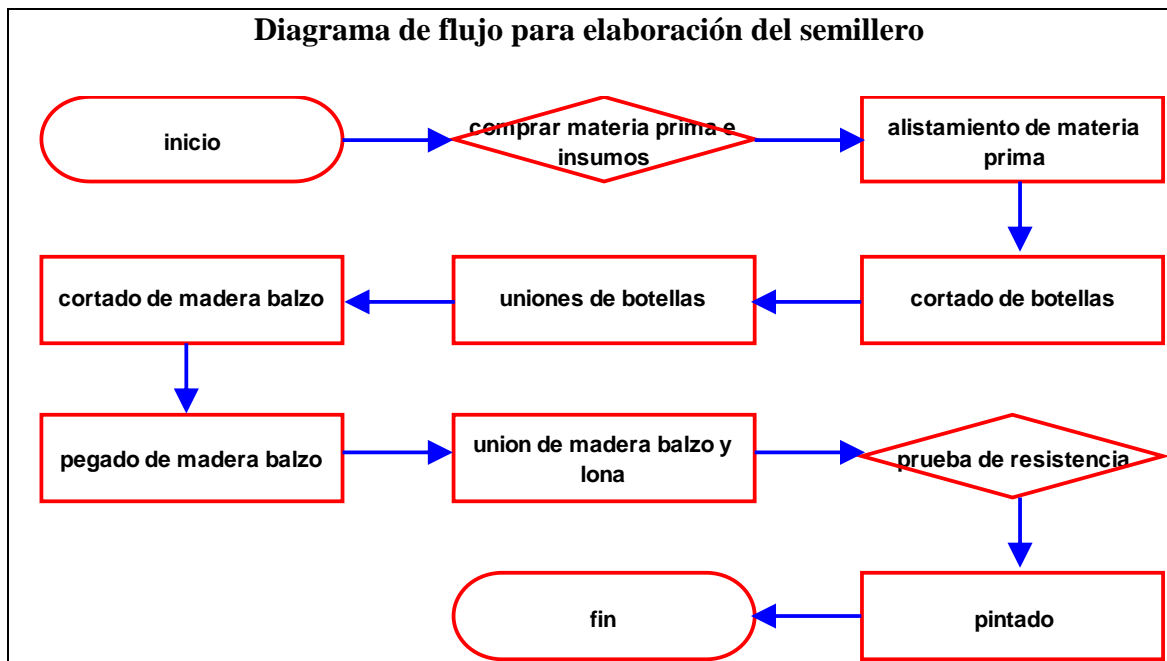 Diagrama de flujo para elaboración del semillero
inicio
comprar materia prima e
insumos
alistamiento de materia
prima
cortado de botellas
uniones de botellas
cortado de madera balzo
pegado de madera balzo
union de madera balzo y
lona
prueba de resistencia
pintado
fin